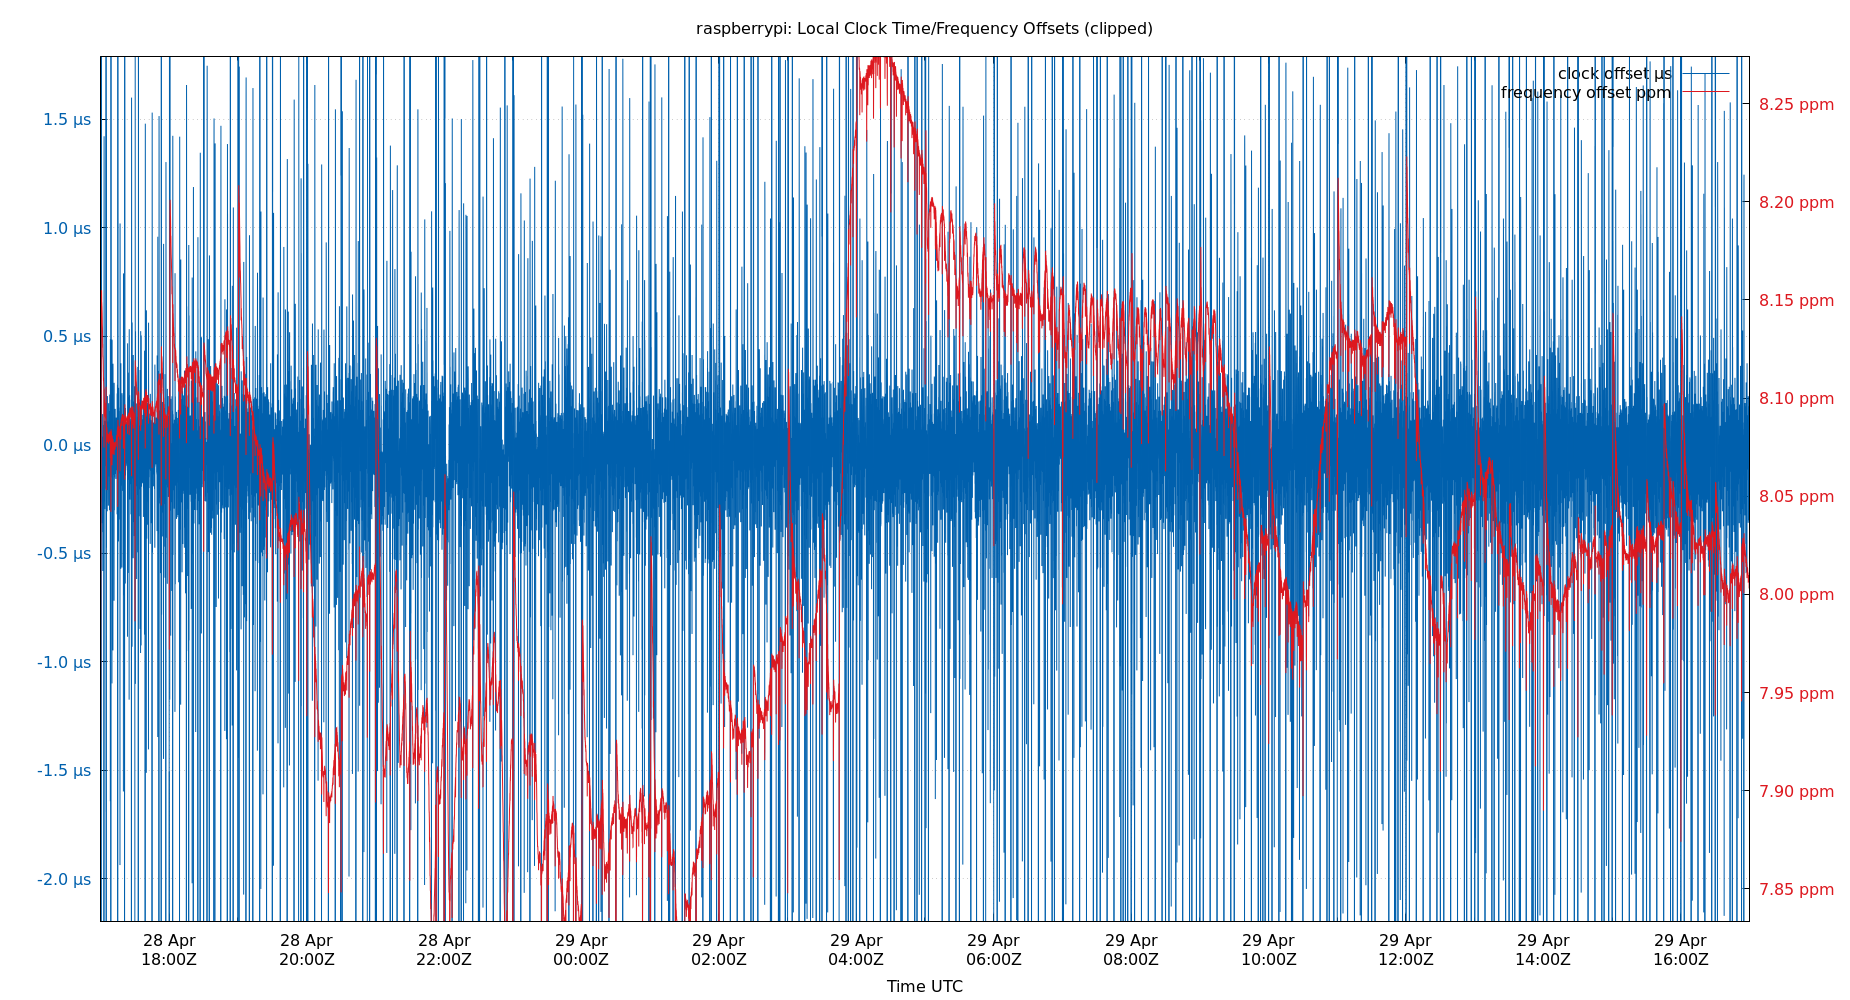 raspberrypi: Local Clock Time/Frequency Offsets (clipped)
clock offset µs
frequency offset ppm
1.5 µs
1.0 µs
0.5 µs
0.0 µs
-0.5 µs
-1.0 µs
-1.5 µs
-2.0 µs
8.25 ppm
8.20 ppm
8.15 ppm
8.10 ppm
8.05 ppm
8.00 ppm
7.95 ppm
7.90 ppm
7.85 ppm
28 Apr 28 Apr 28 Apr 29 Apr 29 Apr 29 Apr 29 Apr 29 Apr 29 Apr 29 Apr 29 Apr 29 Apr
18:00Z 20:00Z 22:00Z 00:00Z 02:00Z 04:00Z 06:00Z 08:00Z 10:00Z 12:00Z 14:00Z 16:00Z
Time UTC